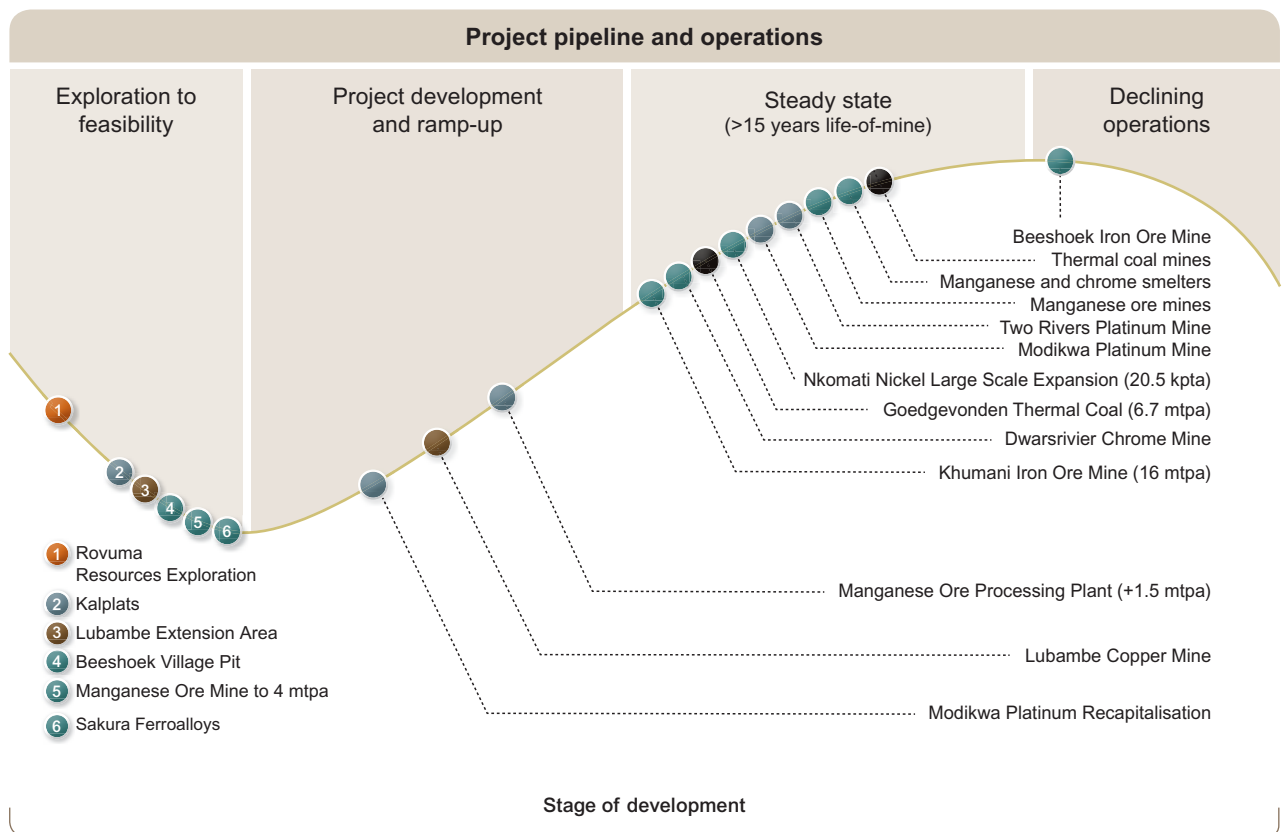 Project pipeline and operations
Exploration to
feasibility
Project development
and ramp-up
Steady state
(>15 years life-of-mine)
Declining
operations
Beeshoek Iron Ore Mine
Thermal coal mines
Manganese and chrome smelters
Manganese ore mines
Two Rivers Platinum Mine
Modikwa Platinum Mine
Nkomati Nickel Large Scale Expansion (20.5 kpta)
Goedgevonden Thermal Coal (6.7 mtpa)
Dwarsrivier Chrome Mine
Khumani Iron Ore Mine (16 mtpa)
1
2
3
4
5
6
1 Rovuma
Resources Exploration
2 Kalplats
3 Lubambe Extension Area
4 Beeshoek Village Pit
5 Manganese Ore Mine to 4 mtpa
6 Sakura Ferroalloys
Manganese Ore Processing Plant (+1.5 mtpa)
Lubambe Copper Mine
Modikwa Platinum Recapitalisation
Stage of development